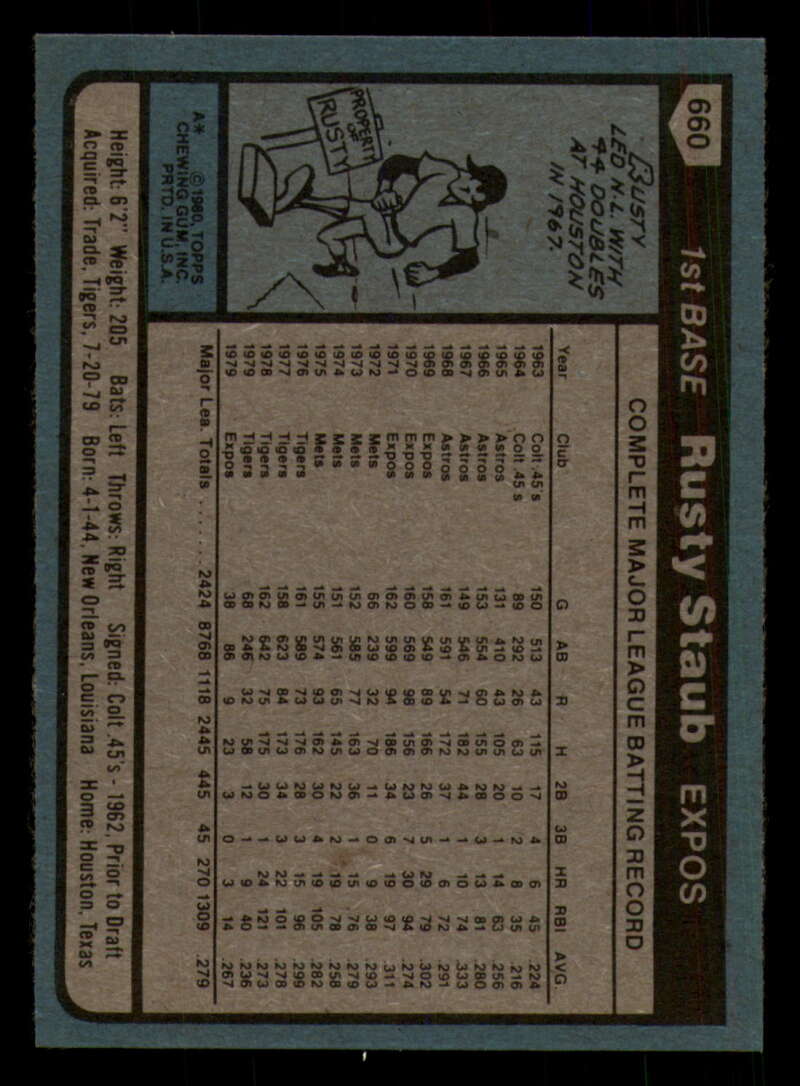 660
1st BASE Rusty Staub EXPOS
RUSTY
LED N.L. WITH
44 DOUBLES
AT HOUSTON
IN 1967.
PROPERTY
OF
RUSTY
A* © 1980, TOPPS
CHEWING GUM, INC.
PRTD. IN U.S.A.
COMPLETE MAJOR LEAGUE BATTING RECORD
Year Club G AB R H 2B 3B HR RBI AVG.
1963 Colt .45's 150 513 43 115 17 4 6 45 .224
1964 Colt .45's 89 292 26 63 10 2 8 35 .216
1965 Astros 131 410 43 105 20 1 14 63 .256
1966 Astros 153 554 60 155 28 3 13 81 .280
1967 Astros 149 546 71 182 44 1 10 74 .333
1968 Astros 161 591 54 172 37 1 6 72 .291
1969 Expos 158 549 89 166 26 5 29 79 .302
1970 Expos 160 569 98 156 23 7 30 94 .274
1971 Expos 162 599 94 186 34 6 19 97 .311
1972 Mets 66 239 32 70 11 0 9 38 .293
1973 Mets 152 585 77 163 36 1 15 76 .279
1974 Mets 151 561 65 145 22 2 19 78 .258
1975 Mets 155 574 93 162 30 4 19 105 .282
1976 Tigers 161 589 73 176 28 3 15 96 .299
1977 Tigers 158 623 84 173 34 3 22 101 .278
1978 Tigers 162 642 75 175 30 1 24 121 .273
1979 Tigers 68 246 32 58 12 1 9 40 .236
1979 Expos 38 86 9 23 3 0 3 14 .267
Major Lea. Totals ...... 2424 8768 1118 2445 445 45 270 1309 .279
Height: 6'2" Weight: 205 Bats: Left Throws: Right Signed: Colt .45's - 1962, Prior to Draft
Acquired: Trade, Tigers, 7-20-79 Born: 4-1-44, New Orleans, Louisiana Home: Houston, Texas